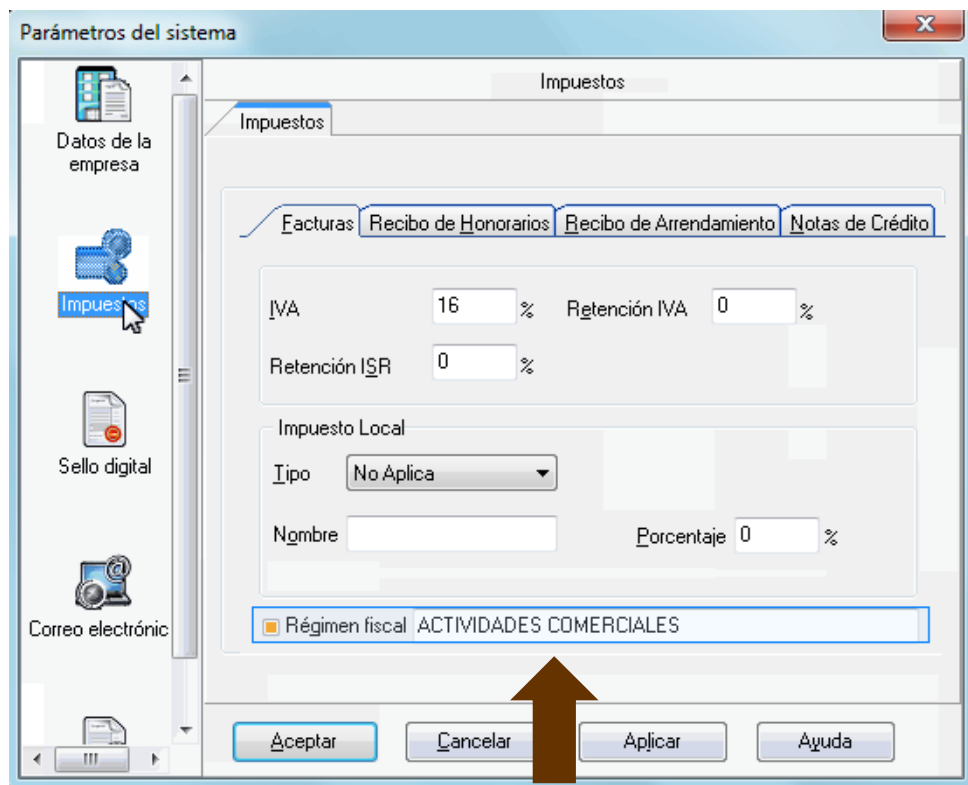 Parámetros del sistema
Datos de la
empresa
Impuestos
Sello digital
Correo electrónic
Impuestos
Impuestos
Facturas Recibo de Honorarios Recibo de Arrendamiento Notas de Crédito
IVA 16 % Retención IVA 0 %
Retención ISR 0 %
Impuesto Local
Tipo No Aplica
Nombre Porcentaje 0 %
Régimen fiscal ACTIVIDADES COMERCIALES
Aceptar Cancelar Aplicar Ayuda